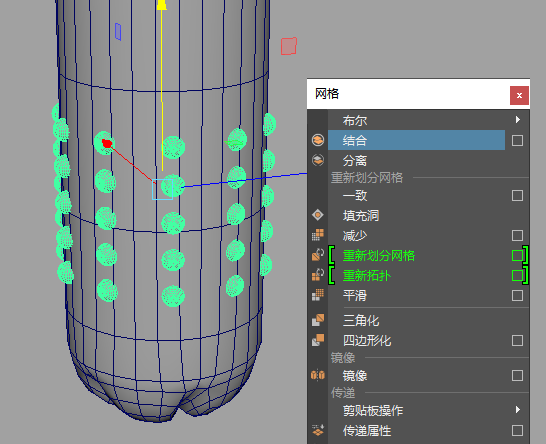 网格
x
布尔
结合
分离
重新划分网格
一致
填充洞
减少
重新划分网格
重新拓扑
平滑
三角化
四边形化
镜像
镜像
传递
剪贴板操作
传递属性